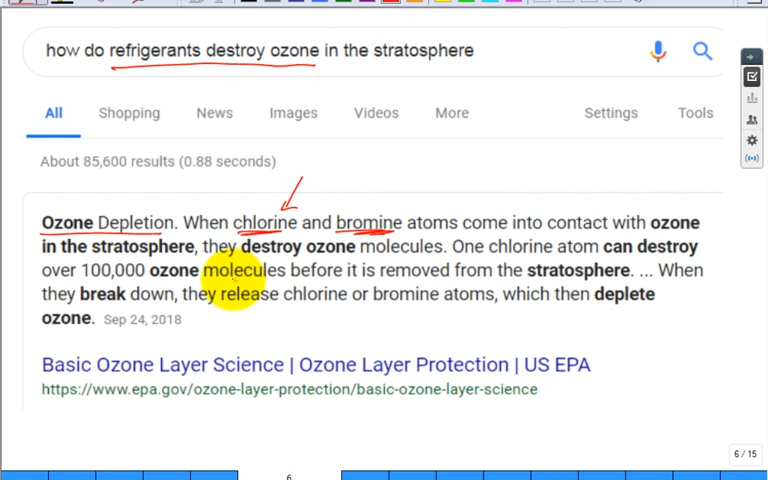 how do refrigerants destroy ozone in the stratosphere
All Shopping News Images Videos More Settings Tools
About 85,600 results (0.88 seconds)
Ozone Depletion. When chlorine and bromine atoms come into contact with ozone
in the stratosphere, they destroy ozone molecules. One chlorine atom can destroy
over 100,000 ozone molecules before it is removed from the stratosphere. ... When
they break down, they release chlorine or bromine atoms, which then deplete
ozone. Sep 24, 2018
Basic Ozone Layer Science | Ozone Layer Protection | US EPA
https://www.epa.gov/ozone-layer-protection/basic-ozone-layer-science
6 / 15
6